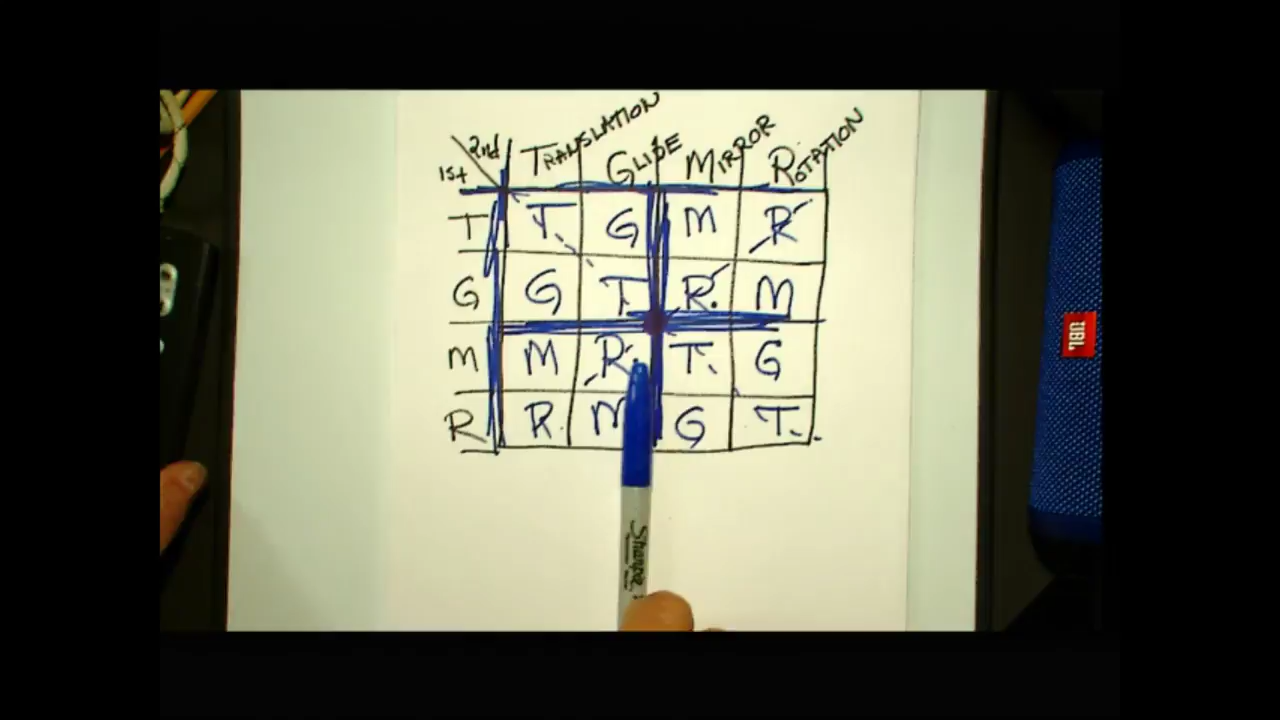 2nd TRANSLATION GLIDE MIRROR ROTATION
1st
T T G M R
G G T R M
M M R T G
R R M G T
Sharpie
JBL